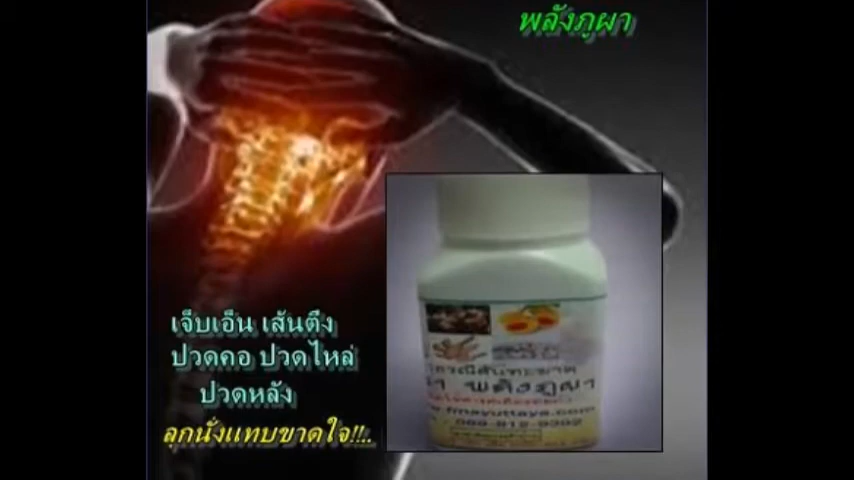 พลังภูผา
เจ็บเอ็น เส้นตึง
ปวดคอ ปวดไหล่
ปวดหลัง
ลุกนั่งแทบขาดใจ!!..
พลังภูผา